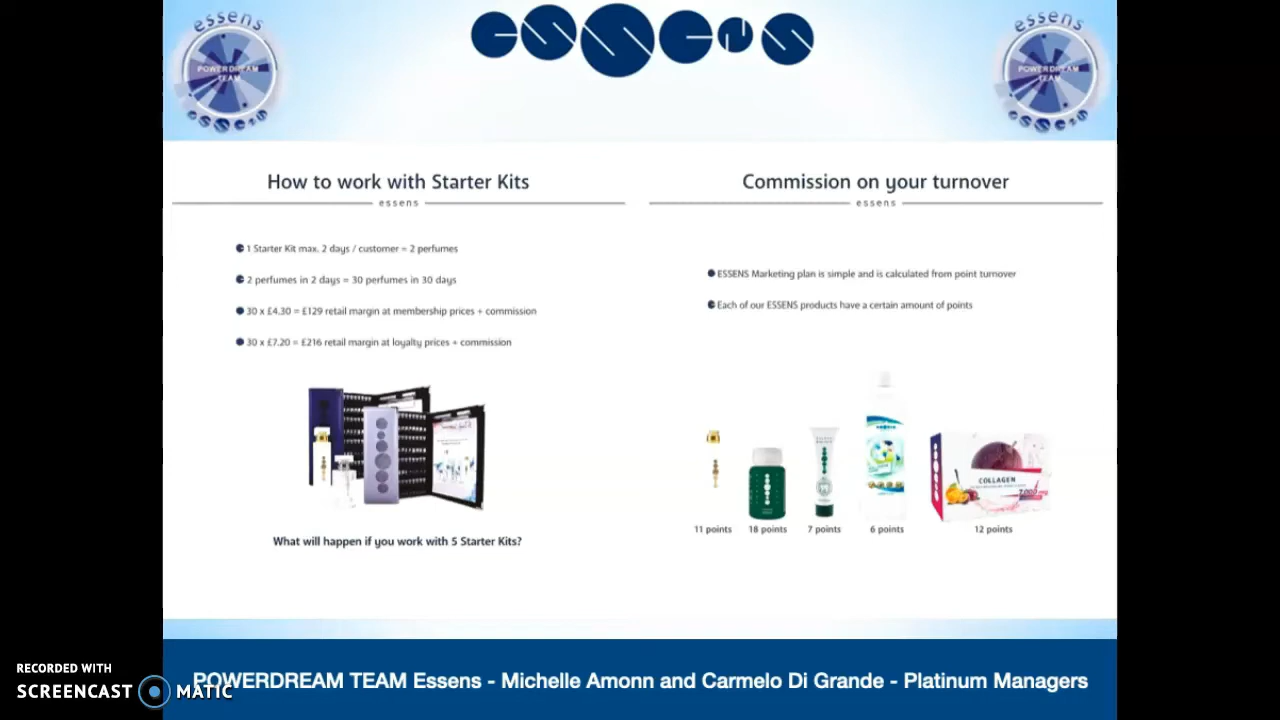 essens
POWERDREAM
TEAM
essens
essens
essens
POWERDREAM
TEAM
essens
How to work with Starter Kits
essens
1 Starter Kit max. 2 days / customer = 2 perfumes
2 perfumes in 2 days = 30 perfumes in 30 days
30 x £4.30 = £129 retail margin at membership prices + commission
30 x £7.20 = £216 retail margin at loyalty prices + commission
What will happen if you work with 5 Starter Kits?
Commission on your turnover
essens
ESSENS Marketing plan is simple and is calculated from point turnover
Each of our ESSENS products have a certain amount of points
COLLAGEN
7,000 mg
11 points
18 points
7 points
6 points
12 points
RECORDED WITH
SCREENCAST MATIC
POWERDREAM TEAM Essens - Michelle Amonn and Carmelo Di Grande - Platinum Managers